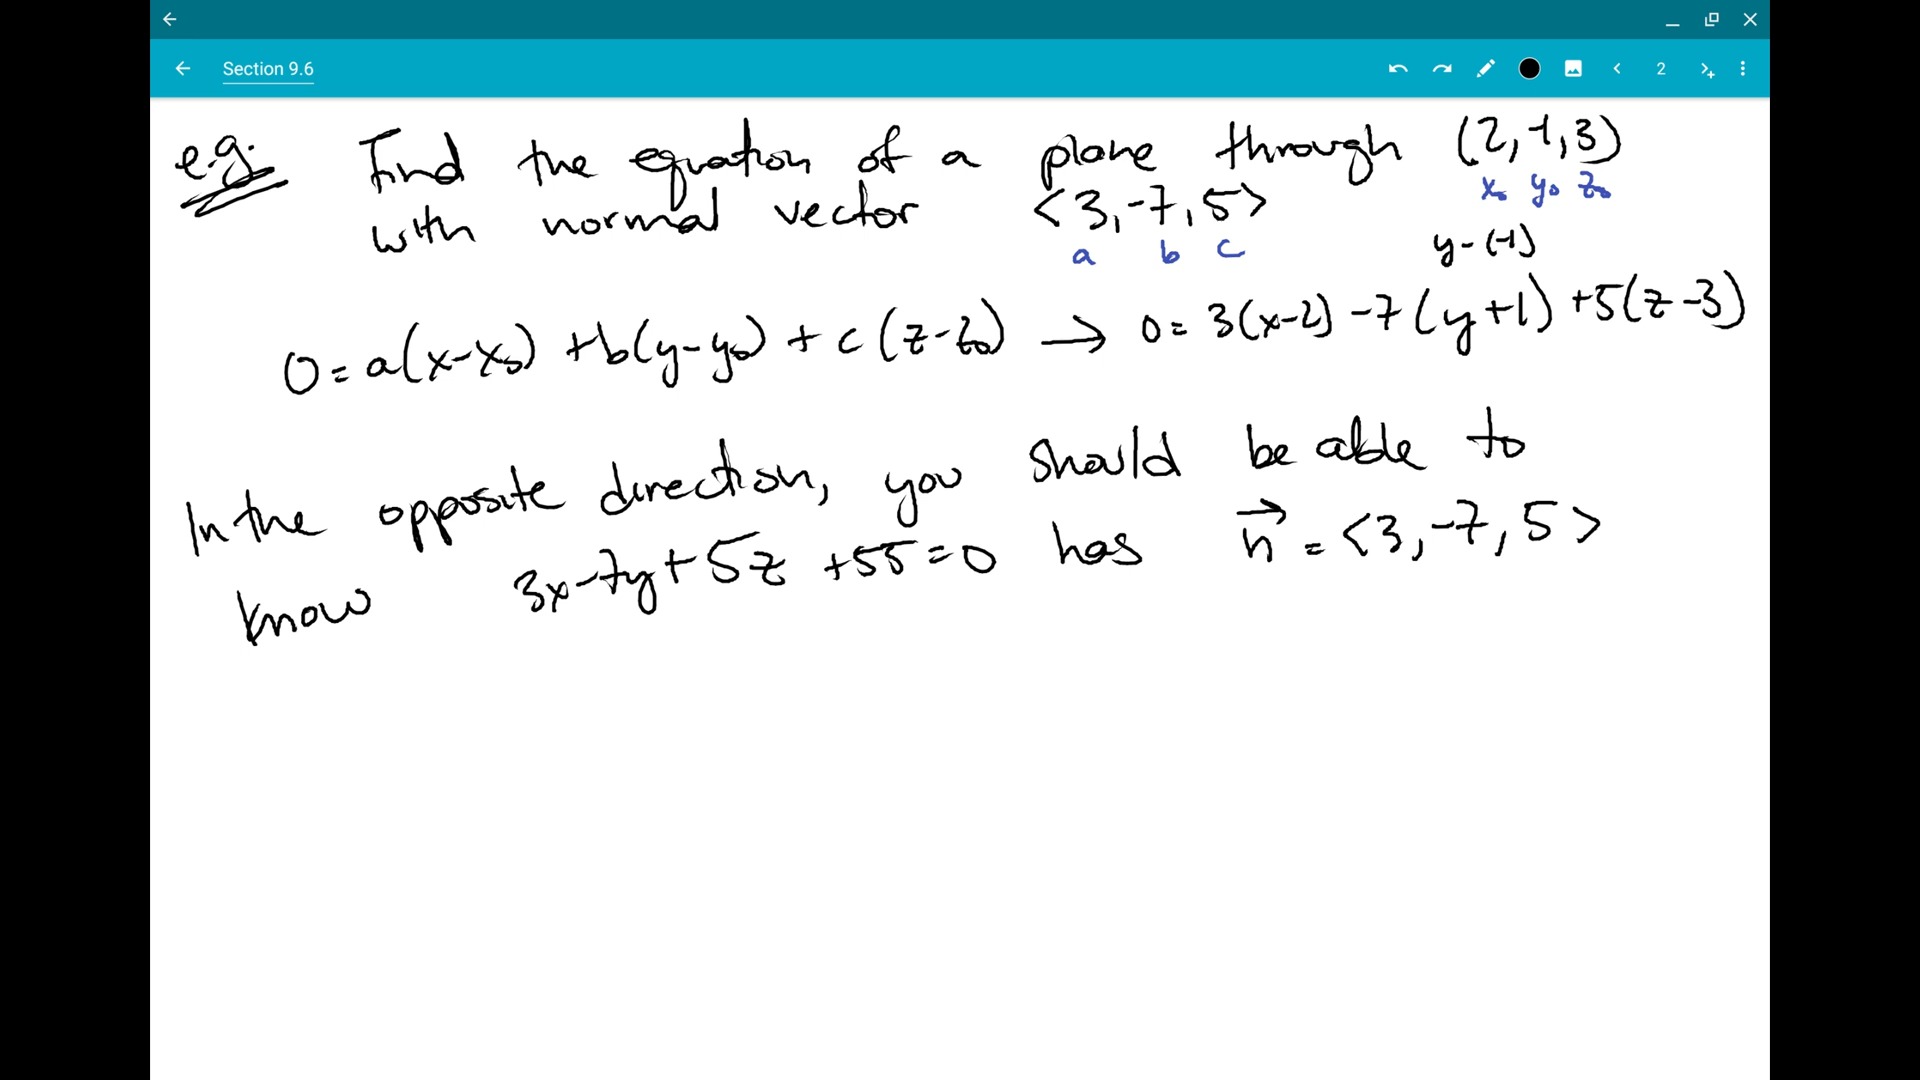 Section 9.6
2
e.g. Find the equation of a plane through (2,-1,3)
x₀ y₀ z₀
with normal vector <3,-7,5>
a b c
y-(-1)
0=a(x-x₀)+b(y-y₀)+c(z-z₀) → 0=3(x-2)-7(y+1)+5(z-3)
In the opposite direction, you should be able to
know 3x-7y+5z+55=0 has n⃗=<3,-7,5>